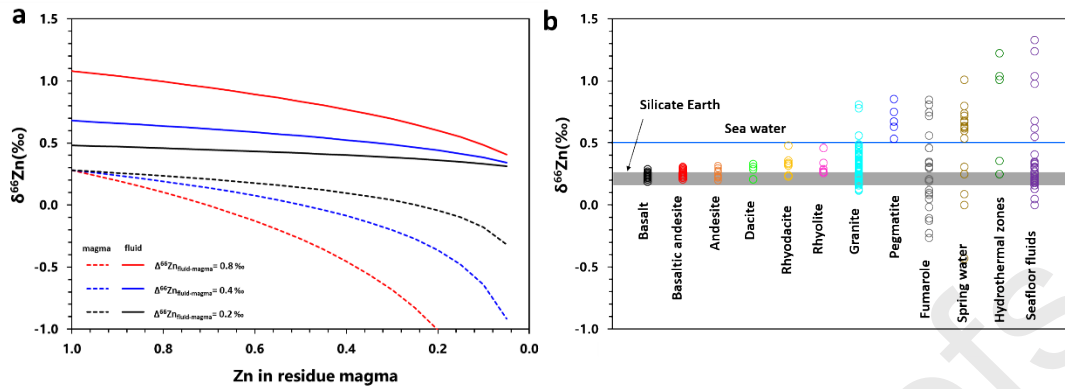 a
δ⁶⁶Zn(‰)
1.5
1.0
0.5
0.0
-0.5
-1.0
magma fluid
Δ⁶⁶Znfluid-magma= 0.8 ‰
Δ⁶⁶Znfluid-magma= 0.4 ‰
Δ⁶⁶Znfluid-magma= 0.2 ‰
1.0 0.8 0.6 0.4 0.2 0.0
Zn in residue magma
b
δ⁶⁶Zn(‰)
1.5
1.0
0.5
0.0
-0.5
-1.0
Silicate Earth
Sea water
Basalt
Basaltic andesite
Andesite
Dacite
Rhyodacite
Rhyolite
Granite
Pegmatite
Fumarole
Spring water
Hydrothermal zones
Seafloor fluids